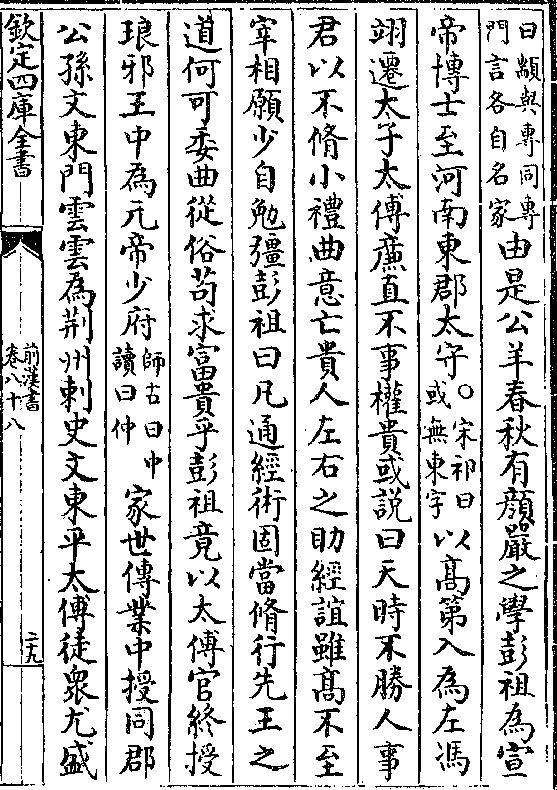 曰顓與專同專
門言各自名家
由是公羊春秋有顔嚴之學彭祖為宣
帝博士至河南東郡太守
○宋祁曰
或無東字
以髙第入為左馮
翊遷太子太傅亷直不事權貴或説曰天時不勝人事
君以不脩小禮曲意亡貴人左右之助經誼雖髙不至
宰相願少自勉彊彭祖曰凡通經術固當脩行先王之
道何可委曲從俗苟求富貴乎彭祖竟以太傅官終授
琅邪王中為元帝少府
師古曰中
讀曰仲
家世傳業中授同郡
公孫文東門雲雲為荆州刺史文東平太傅徒衆尤盛
欽定四庫全書
前漢書
卷八十八
二九